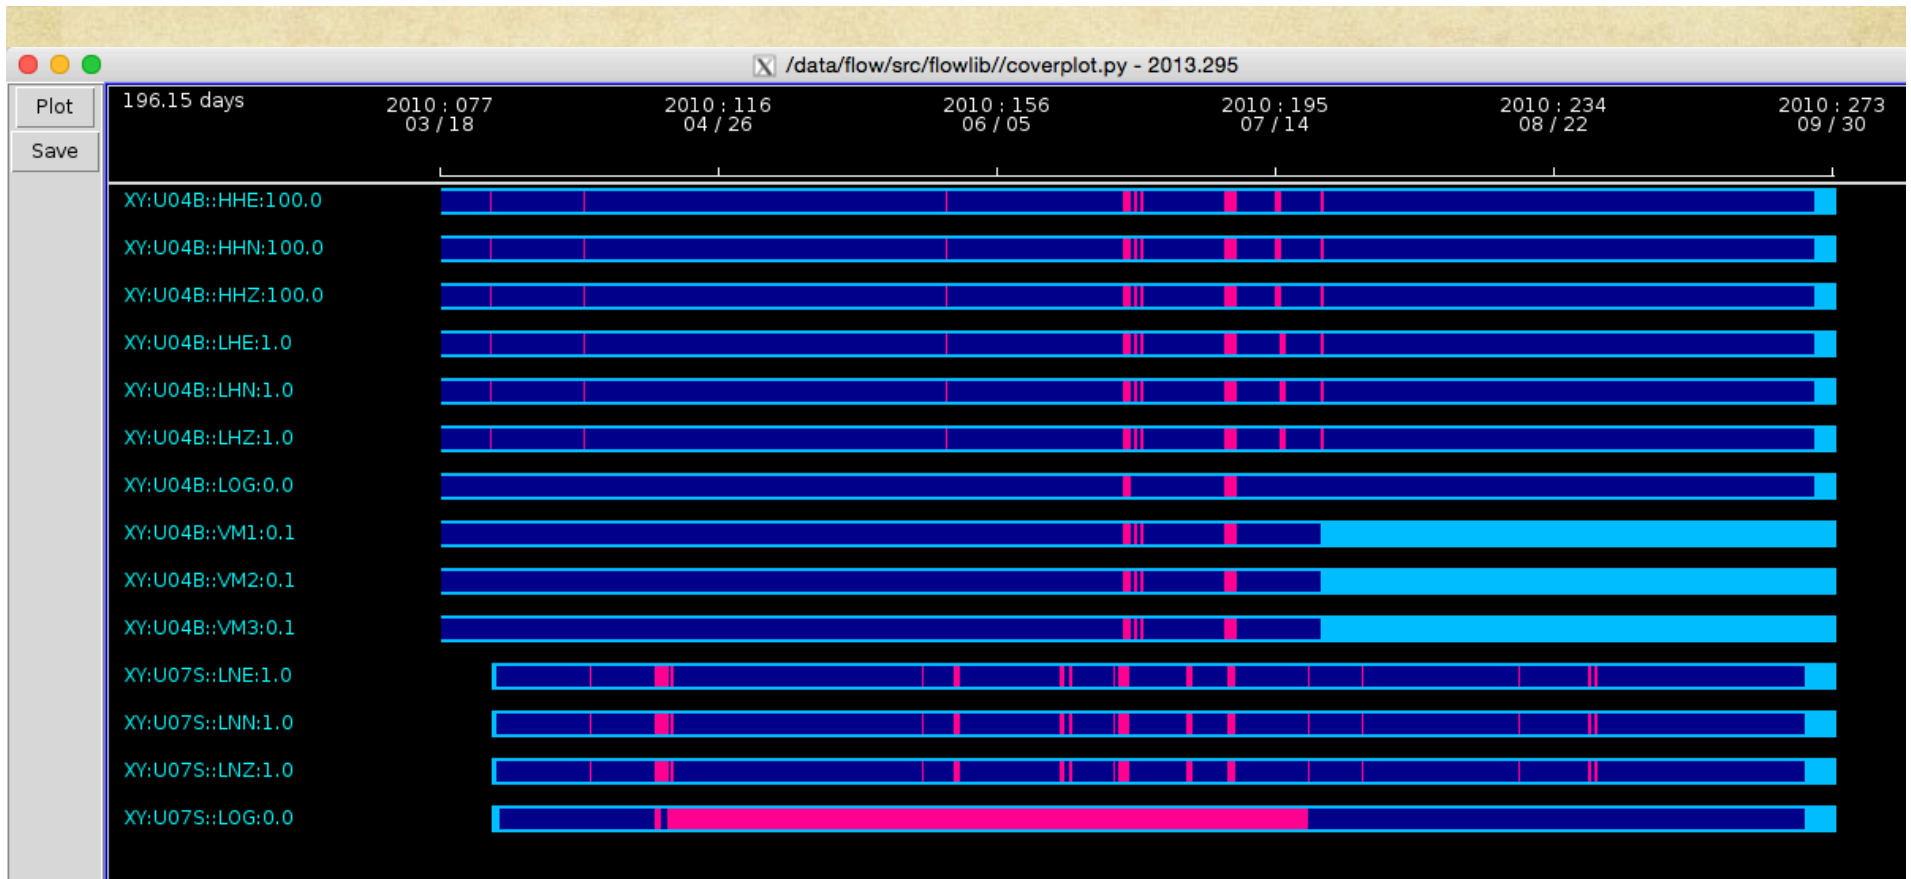 /data/flow/src/flowlib//coverplot.py - 2013.295
Plot
Save
196.15 days
2010 : 077
03 / 18
2010 : 116
04 / 26
2010 : 156
06 / 05
2010 : 195
07 / 14
2010 : 234
08 / 22
2010 : 273
09 / 30
XY:U04B::HHE:100.0
XY:U04B::HHN:100.0
XY:U04B::HHZ:100.0
XY:U04B::LHE:1.0
XY:U04B::LHN:1.0
XY:U04B::LHZ:1.0
XY:U04B::LOG:0.0
XY:U04B::VM1:0.1
XY:U04B::VM2:0.1
XY:U04B::VM3:0.1
XY:U07S::LNE:1.0
XY:U07S::LNN:1.0
XY:U07S::LNZ:1.0
XY:U07S::LOG:0.0